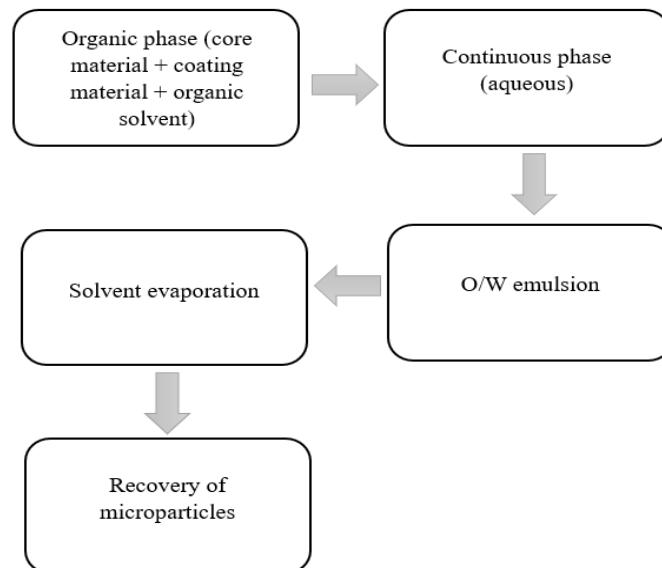 Organic phase (core
material + coating
material + organic
solvent)
Continuous phase
(aqueous)
O/W emulsion
Solvent evaporation
Recovery of
microparticles